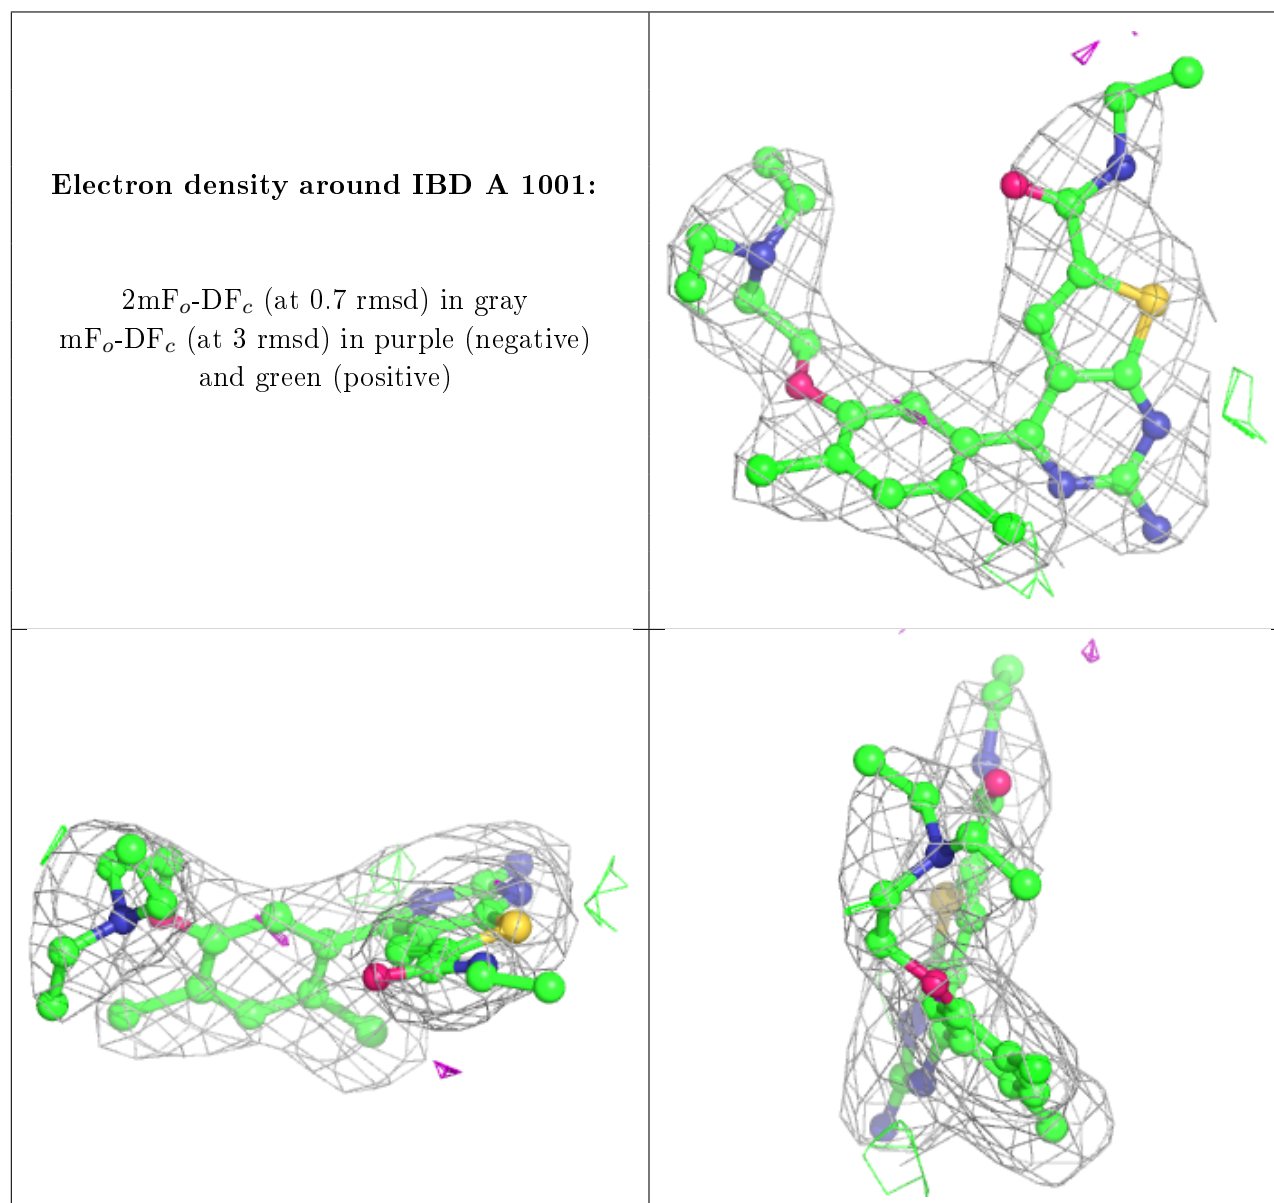 Electron density around IBD A 1001:
2mFo-DFc (at 0.7 rmsd) in gray
mFo-DFc (at 3 rmsd) in purple (negative)
and green (positive)